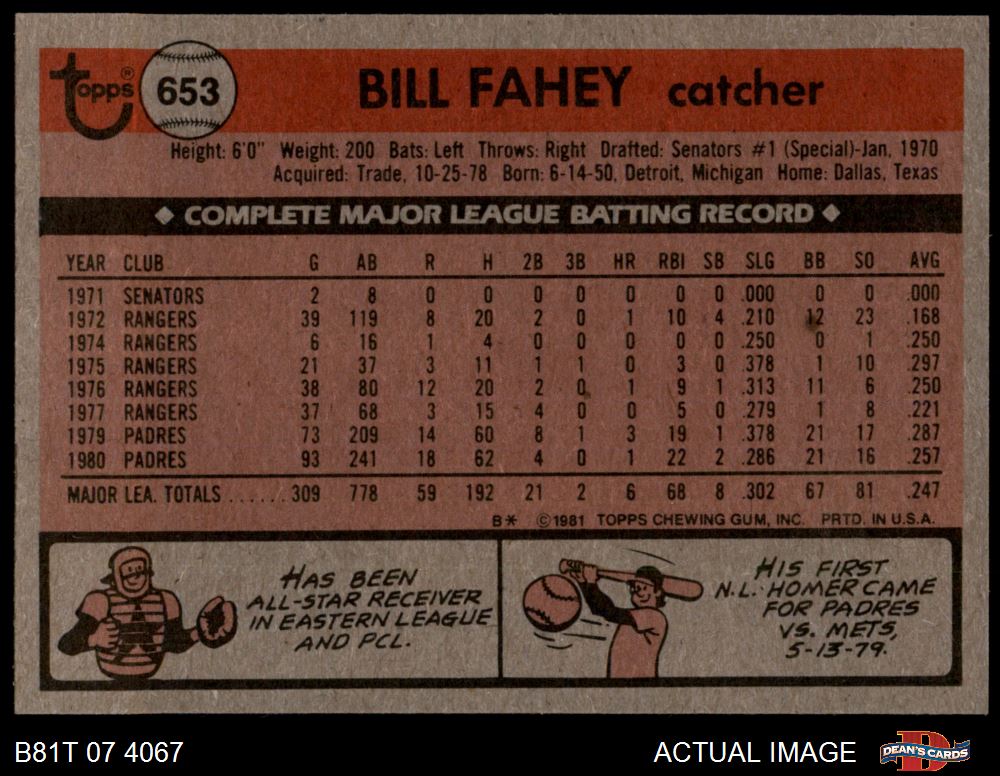 Topps® 653 BILL FAHEY catcher
Height: 6'0" Weight: 200 Bats: Left Throws: Right Drafted: Senators #1 (Special)-Jan, 1970
Acquired: Trade, 10-25-78 Born: 6-14-50, Detroit, Michigan Home: Dallas, Texas
◆ COMPLETE MAJOR LEAGUE BATTING RECORD ◆
YEAR CLUB G AB R H 2B 3B HR RBI SB SLG BB SO AVG
1971 SENATORS 2 8 0 0 0 0 0 0 0 .000 0 0 .000
1972 RANGERS 39 119 8 20 2 0 1 10 4 .210 12 23 .168
1974 RANGERS 6 16 1 4 0 0 0 0 0 .250 0 1 .250
1975 RANGERS 21 37 3 11 1 1 0 3 0 .378 1 10 .297
1976 RANGERS 38 80 12 20 2 0 1 9 1 .313 11 6 .250
1977 RANGERS 37 68 3 15 4 0 0 5 0 .279 1 8 .221
1979 PADRES 73 209 14 60 8 1 3 19 1 .378 21 17 .287
1980 PADRES 93 241 18 62 4 0 1 22 2 .286 21 16 .257
MAJOR LEA. TOTALS ...... 309 778 59 192 21 2 6 68 8 .302 67 81 .247
B* ©1981 TOPPS CHEWING GUM, INC. PRTD. IN U.S.A.
HAS BEEN
ALL-STAR RECEIVER
IN EASTERN LEAGUE
AND PCL.
HIS FIRST
N.L. HOMER CAME
FOR PADRES
VS. METS,
5-13-79.
B81T 07 4067 ACTUAL IMAGE DEAN'S CARDS